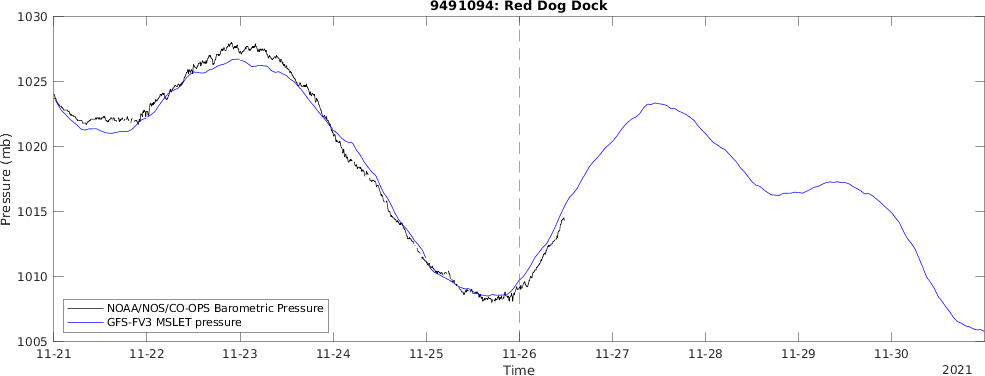 9491094: Red Dog Dock
Pressure (mb)
1030
1025
1020
1015
1010
1005
NOAA/NOS/CO-OPS Barometric Pressure
GFS-FV3 MSLET pressure
11-21 11-22 11-23 11-24 11-25 11-26 11-27 11-28 11-29 11-30
Time
2021